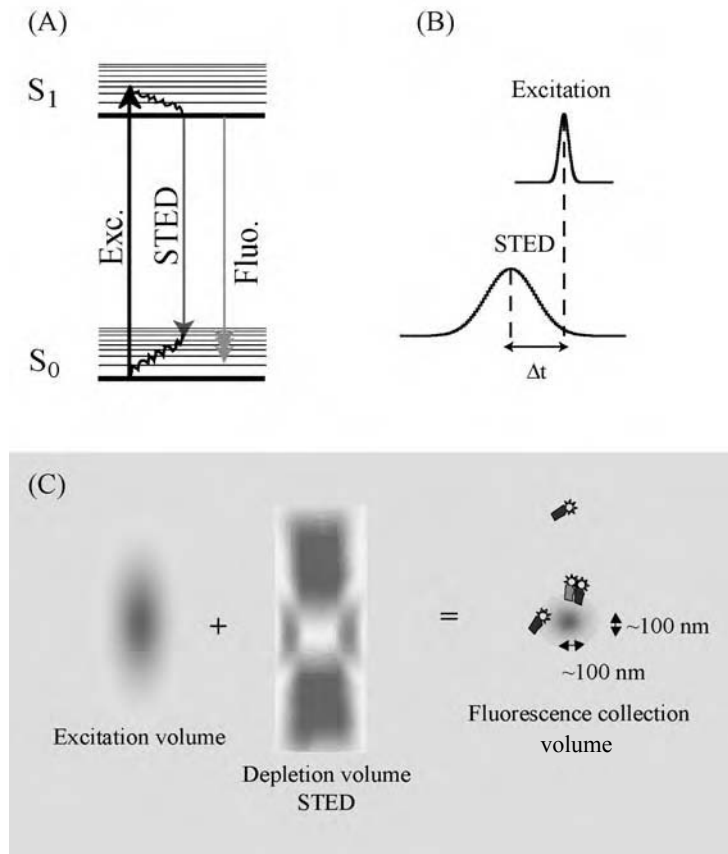 (A)
S1
Exc.
STED
Fluo.
S0
(B)
Excitation
STED
Δt
(C)
+
=
~100 nm
~100 nm
Excitation volume
Depletion volume
STED
Fluorescence collection
volume